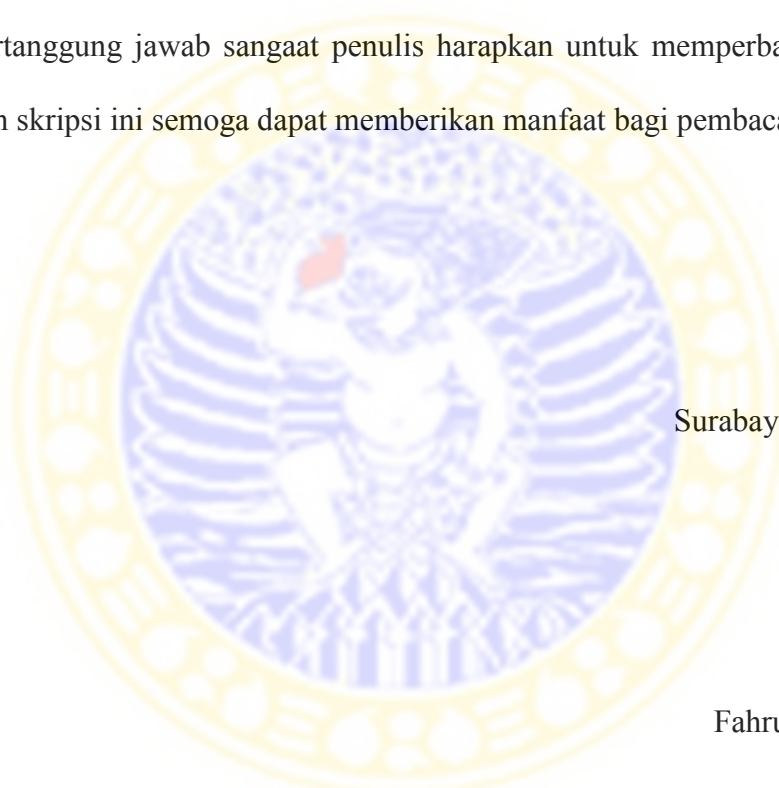 rtanggung jawab sangaat penulis harapkan untuk memperba
n skripsi ini semoga dapat memberikan manfaat bagi pembaca
Surabay
Fahru